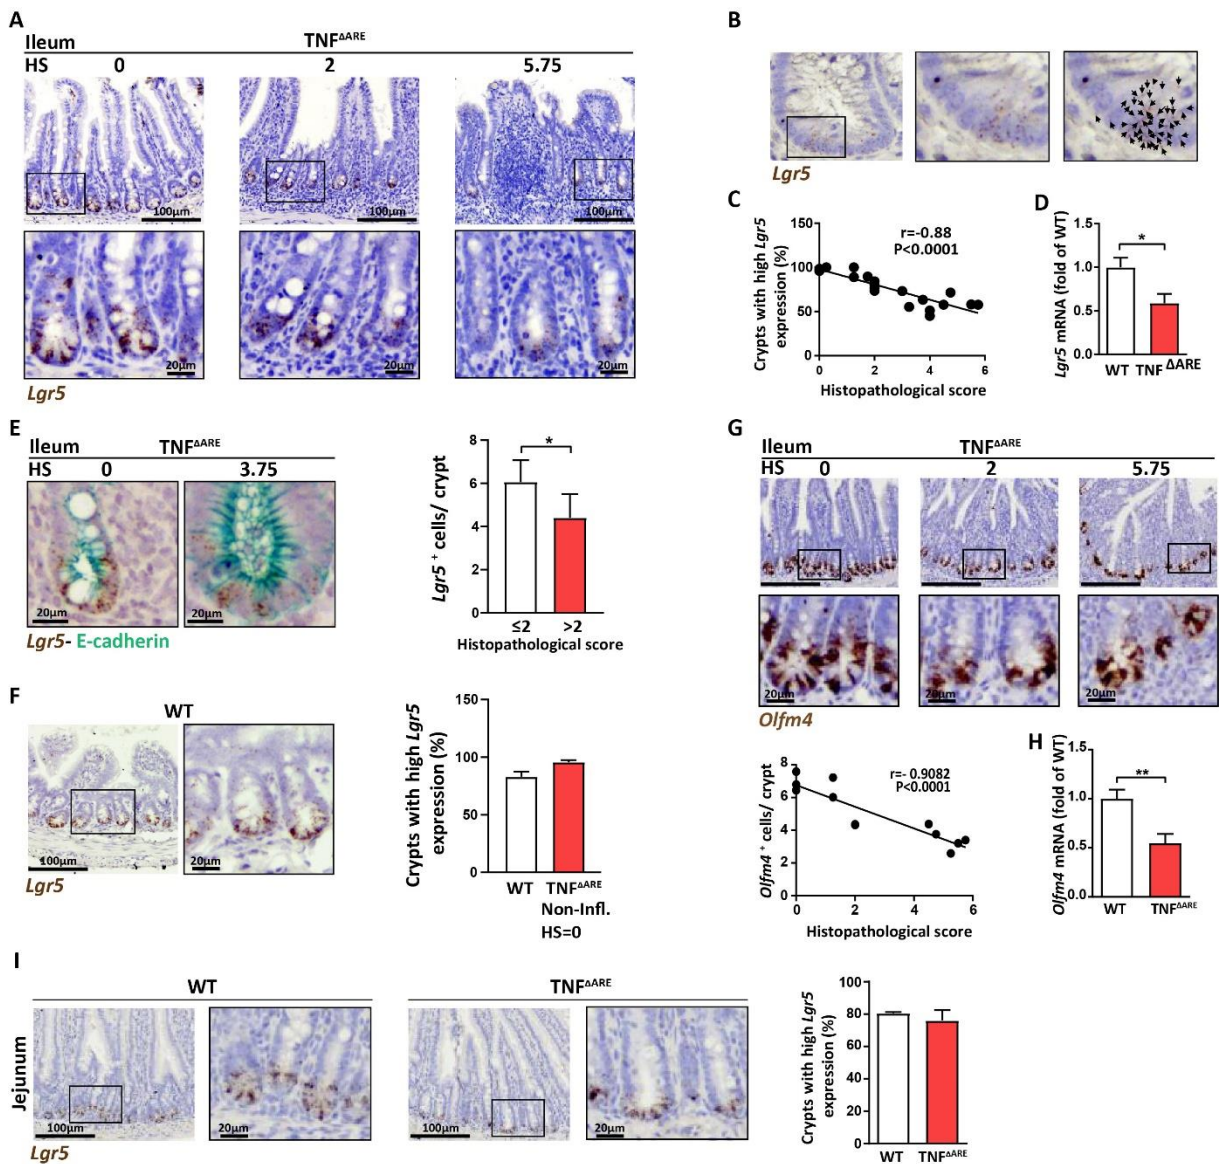 A
Ileum TNFΔARE
HS 0 2 5.75
100µm 100µm 100µm
20µm 20µm 20µm
Lgr5
B
Lgr5
C
Crypts with high Lgr5
expression (%)
150
100
50
0
r=-0.88
P<0.0001
0 2 4 6
Histopathological score
D
Lgr5 mRNA (fold of WT)
1.5
1.0
0.5
0.0
*
WT TNF ΔARE
E
Ileum TNFΔARE
HS 0 3.75
20µm 20µm
Lgr5- E-cadherin
Lgr5 + cells/ crypt
8
6
4
2
0
*
≤2 >2
Histopathological score
F
WT
100µm 20µm
Lgr5
Crypts with high Lgr5
expression (%)
150
100
50
0
WT TNFΔARE
Non-Infl.
HS=0
G
Ileum TNFΔARE
HS 0 2 5.75
20µm 20µm 20µm
Olfm4
Olfm4 + cells/ crypt
8
6
4
2
0
r=- 0.9082
P<0.0001
0 2 4 6
Histopathological score
H
Olfm4 mRNA (fold of WT)
1.5
1.0
0.5
0.0
**
WT TNFΔARE
I
WT TNFΔARE
Jejunum
100µm 20µm 100µm 20µm
Lgr5
Crypts with high Lgr5
expression (%)
100
80
60
40
20
0
WT TNFΔARE